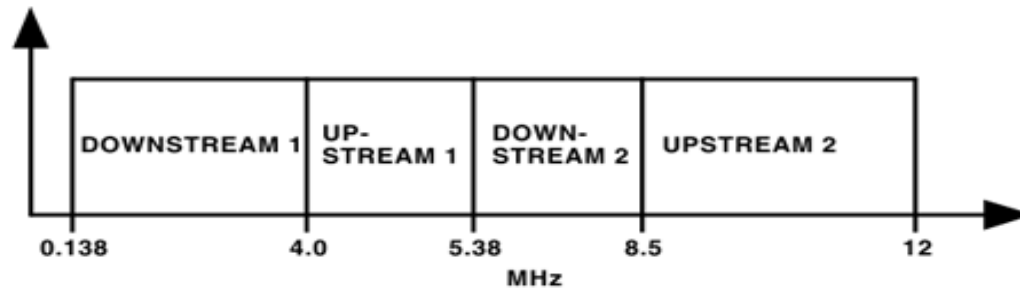 DOWNSTREAM 1
UP-
STREAM 1
DOWN-
STREAM 2
UPSTREAM 2
0.138 4.0 5.38 8.5 12
MHz